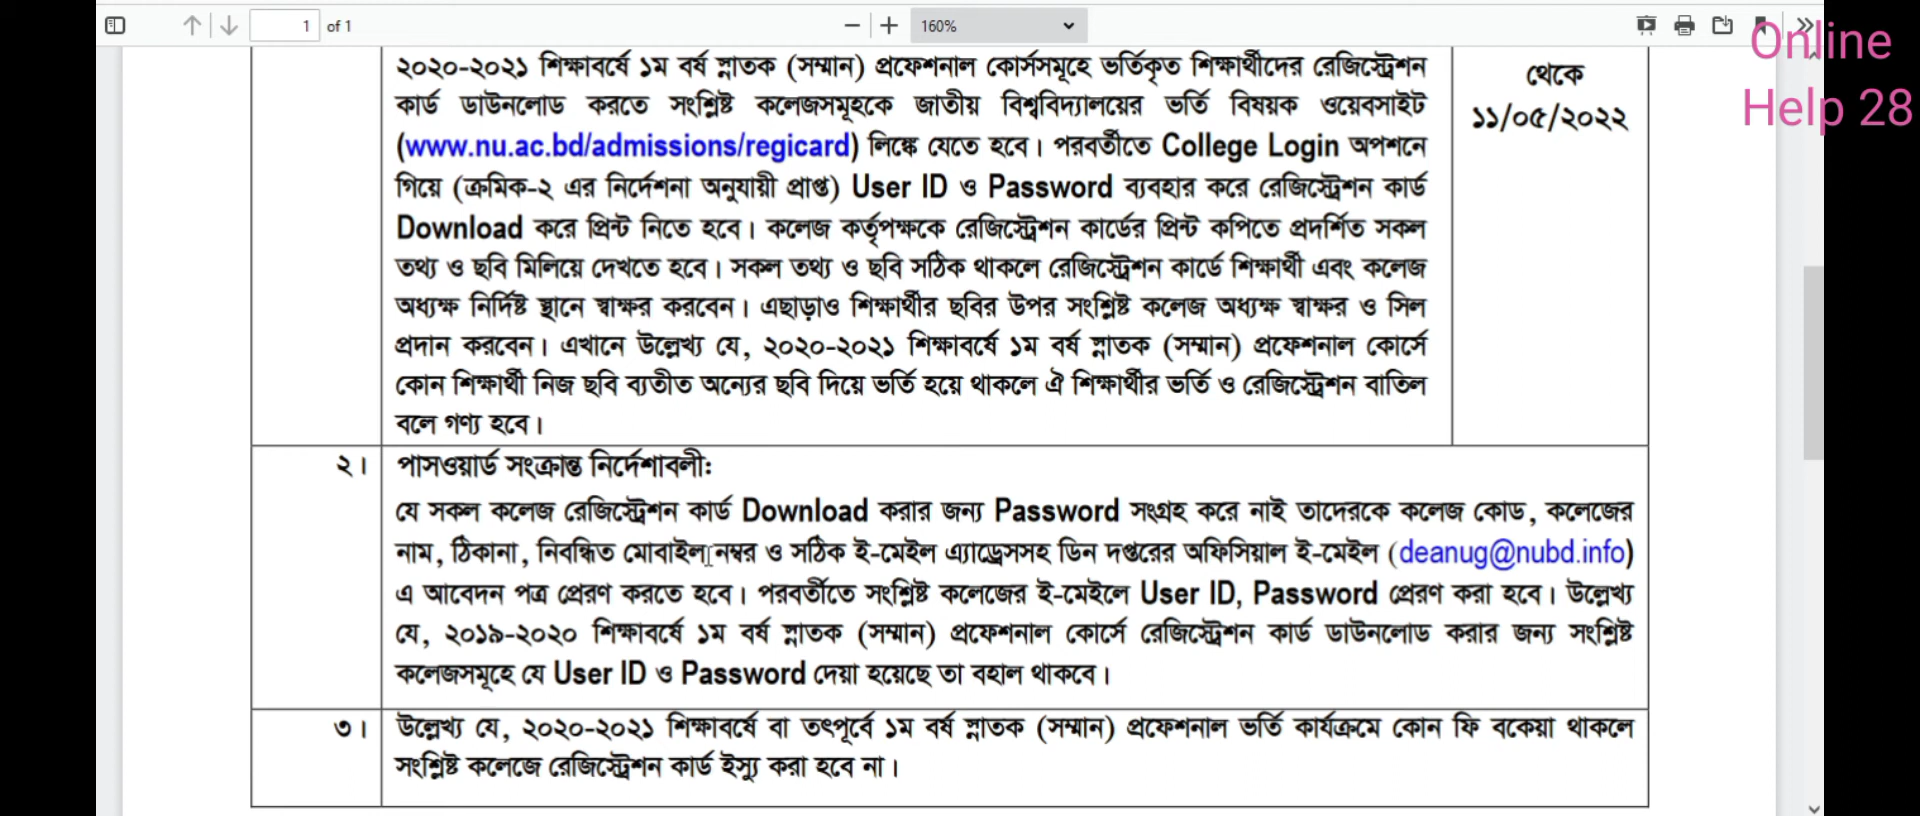 1 of 1
160%
Online
Help 28
২০২০-২০২১ শিক্ষাবর্ষে ১ম বর্ষ স্নাতক (সম্মান) প্রফেশনাল কোর্সসমূহে ভর্তিকৃত শিক্ষার্থীদের রেজিস্ট্রেশন
কার্ড ডাউনলোড করতে সংশ্লিষ্ট কলেজসমূহকে জাতীয় বিশ্ববিদ্যালয়ের ভর্তি বিষয়ক ওয়েবসাইট
(www.nu.ac.bd/admissions/regicard) লিঙ্কে যেতে হবে। পরবর্তীতে College Login অপশনে
গিয়ে (ক্রমিক-২ এর নির্দেশনা অনুযায়ী প্রাপ্ত) User ID ও Password ব্যবহার করে রেজিস্ট্রেশন কার্ড
Download করে প্রিন্ট নিতে হবে। কলেজ কর্তৃপক্ষকে রেজিস্ট্রেশন কার্ডের প্রিন্ট কপিতে প্রদর্শিত সকল
তথ্য ও ছবি মিলিয়ে দেখতে হবে। সকল তথ্য ও ছবি সঠিক থাকলে রেজিস্ট্রেশন কার্ডে শিক্ষার্থী এবং কলেজ
অধ্যক্ষ নির্দিষ্ট স্থানে স্বাক্ষর করবেন। এছাড়াও শিক্ষার্থীর ছবির উপর সংশ্লিষ্ট কলেজ অধ্যক্ষ স্বাক্ষর ও সিল
প্রদান করবেন। এখানে উল্লেখ্য যে, ২০২০-২০২১ শিক্ষাবর্ষে ১ম বর্ষ স্নাতক (সম্মান) প্রফেশনাল কোর্সে
কোন শিক্ষার্থী নিজ ছবি ব্যতীত অন্যের ছবি দিয়ে ভর্তি হয়ে থাকলে ঐ শিক্ষার্থীর ভর্তি ও রেজিস্ট্রেশন বাতিল
বলে গণ্য হবে।
থেকে
১১/০৫/২০২২
২। পাসওয়ার্ড সংক্রান্ত নির্দেশাবলী:
যে সকল কলেজ রেজিস্ট্রেশন কার্ড Download করার জন্য Password সংগ্রহ করে নাই তাদেরকে কলেজ কোড, কলেজের
নাম, ঠিকানা, নিবন্ধিত মোবাইল নম্বর ও সঠিক ই-মেইল এ্যাড্রেসসহ ডিন দপ্তরের অফিসিয়াল ই-মেইল (deanug@nubd.info)
এ আবেদন পত্র প্রেরণ করতে হবে। পরবর্তীতে সংশ্লিষ্ট কলেজের ই-মেইলে User ID, Password প্রেরণ করা হবে। উল্লেখ্য
যে, ২০১৯-২০২০ শিক্ষাবর্ষে ১ম বর্ষ স্নাতক (সম্মান) প্রফেশনাল কোর্সে রেজিস্ট্রেশন কার্ড ডাউনলোড করার জন্য সংশ্লিষ্ট
কলেজসমূহে যে User ID ও Password দেয়া হয়েছে তা বহাল থাকবে।
৩। উল্লেখ্য যে, ২০২০-২০২১ শিক্ষাবর্ষে বা তৎপূর্বে ১ম বর্ষ স্নাতক (সম্মান) প্রফেশনাল ভর্তি কার্যক্রমে কোন ফি বকেয়া থাকলে
সংশ্লিষ্ট কলেজে রেজিস্ট্রেশন কার্ড ইস্যু করা হবে না।